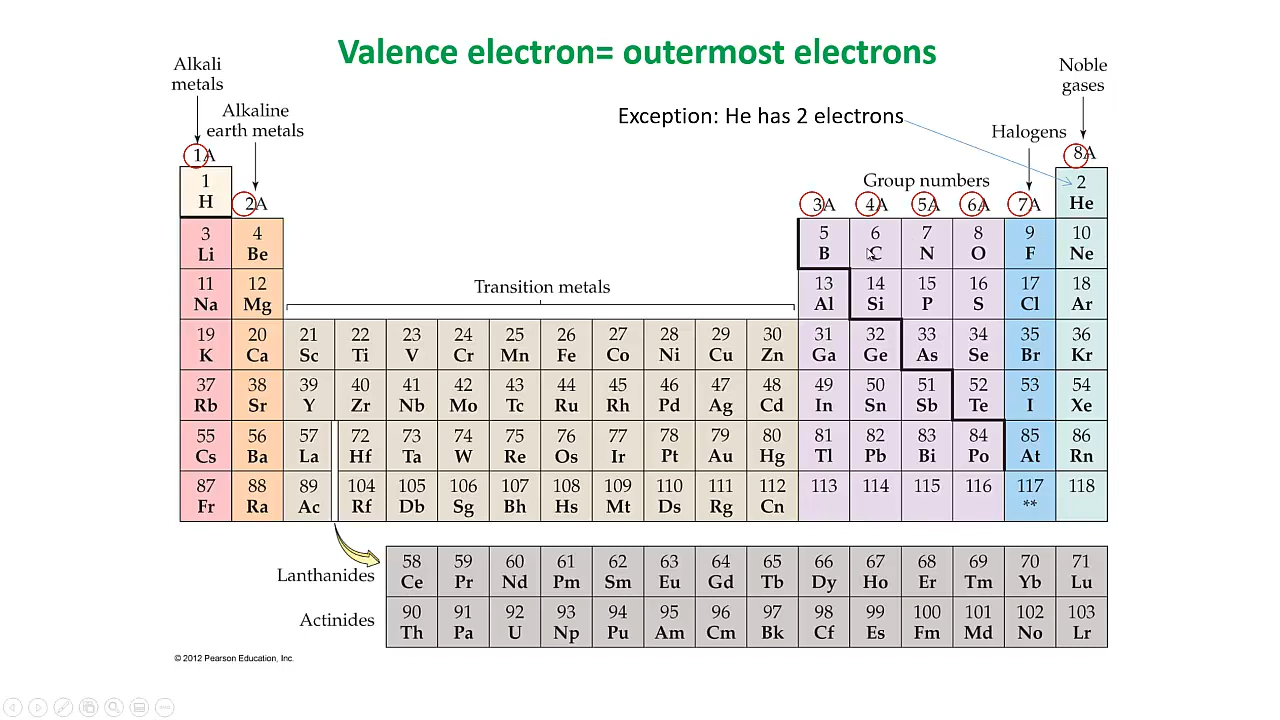 Valence electron= outermost electrons
Alkali
metals
Noble
gases
Alkaline
earth metals
Exception: He has 2 electrons
Halogens
1A
8A
1
H
Group numbers
2
He
2A
3A 4A 5A 6A 7A
3 4 5 6 7 8 9 10
Li Be B C N O F Ne
11 12 13 14 15 16 17 18
Na Mg Al Si P S Cl Ar
Transition metals
19 20 21 22 23 24 25 26 27 28 29 30 31 32 33 34 35 36
K Ca Sc Ti V Cr Mn Fe Co Ni Cu Zn Ga Ge As Se Br Kr
37 38 39 40 41 42 43 44 45 46 47 48 49 50 51 52 53 54
Rb Sr Y Zr Nb Mo Tc Ru Rh Pd Ag Cd In Sn Sb Te I Xe
55 56 57 72 73 74 75 76 77 78 79 80 81 82 83 84 85 86
Cs Ba La Hf Ta W Re Os Ir Pt Au Hg Tl Pb Bi Po At Rn
87 88 89 104 105 106 107 108 109 110 111 112 113 114 115 116 117 118
Fr Ra Ac Rf Db Sg Bh Hs Mt Ds Rg Cn **
58 59 60 61 62 63 64 65 66 67 68 69 70 71
Lanthanides Ce Pr Nd Pm Sm Eu Gd Tb Dy Ho Er Tm Yb Lu
90 91 92 93 94 95 96 97 98 99 100 101 102 103
Actinides Th Pa U Np Pu Am Cm Bk Cf Es Fm Md No Lr
© 2012 Pearson Education, Inc.